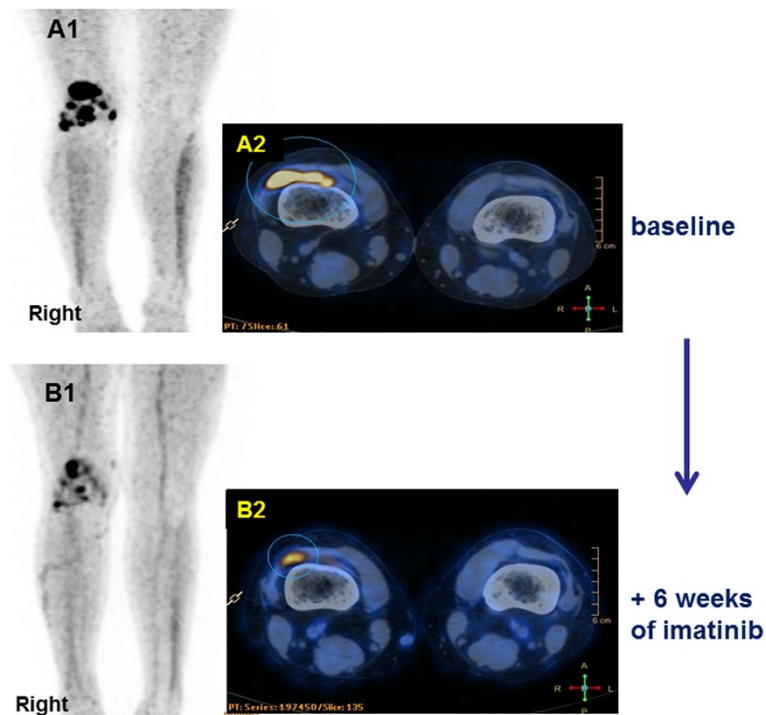 A1
A2
6 cm
A
R L
P
PT: /Slice: 61
Right
baseline
B1
B2
6 cm
A
R L
P
PT: Series: 197450/Slice: 135
Right
+ 6 weeks
of imatinib